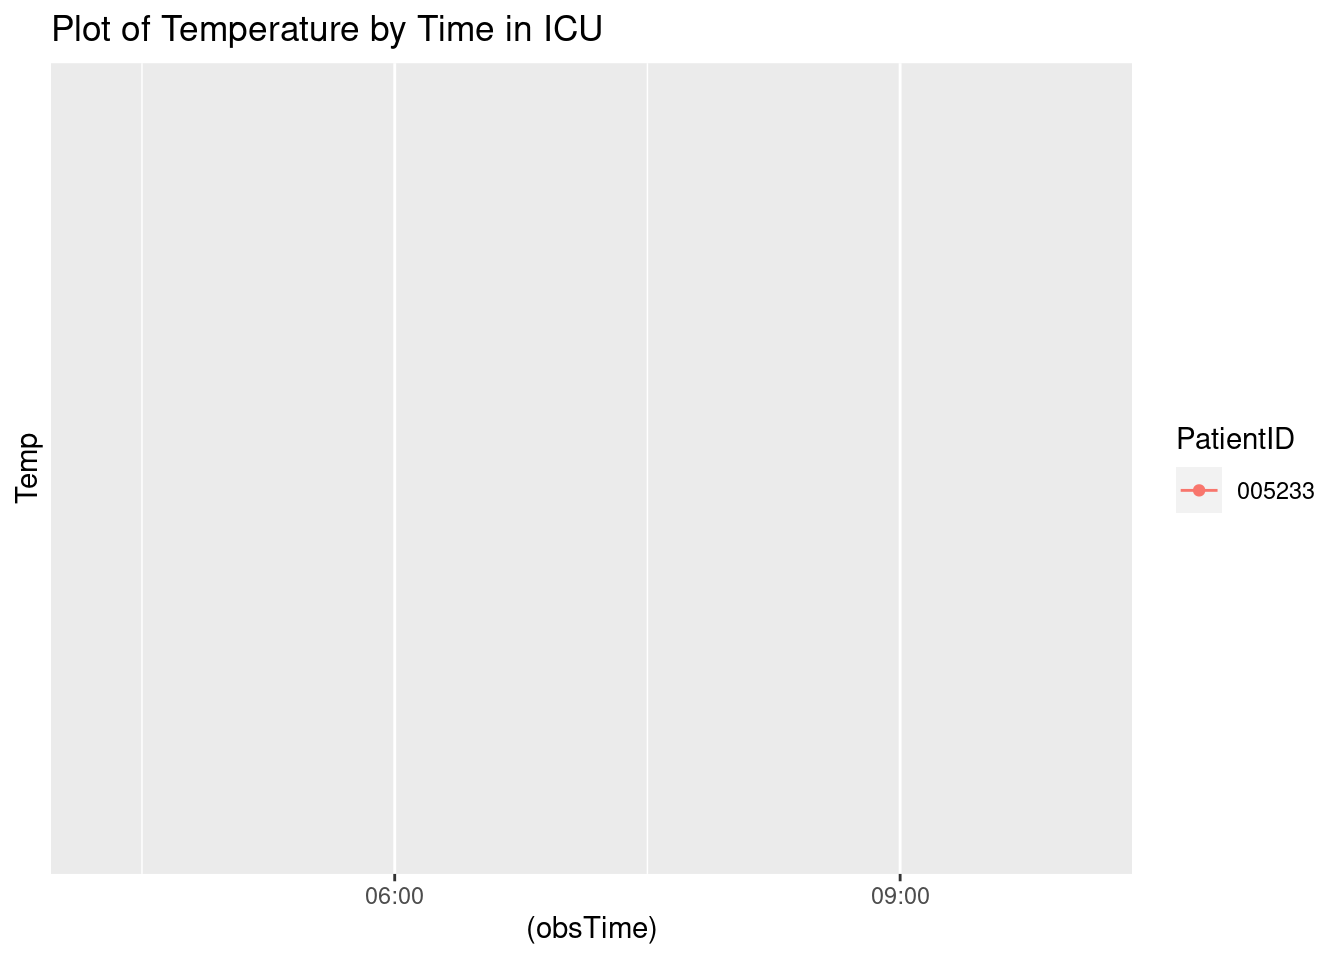 Plot of Temperature by Time in ICU
Temp
PatientID
005233
06:00
09:00
(obsTime)